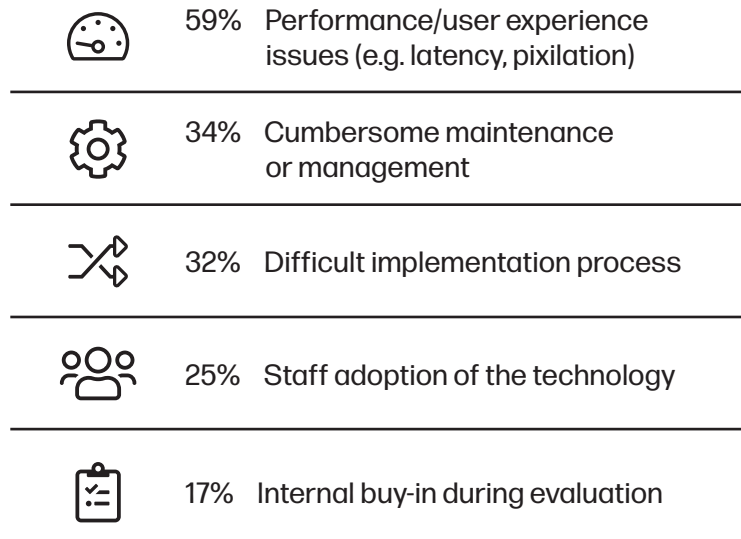 59% Performance/user experience
issues (e.g. latency, pixilation)
34% Cumbersome maintenance
or management
32% Difficult implementation process
25% Staff adoption of the technology
17% Internal buy-in during evaluation